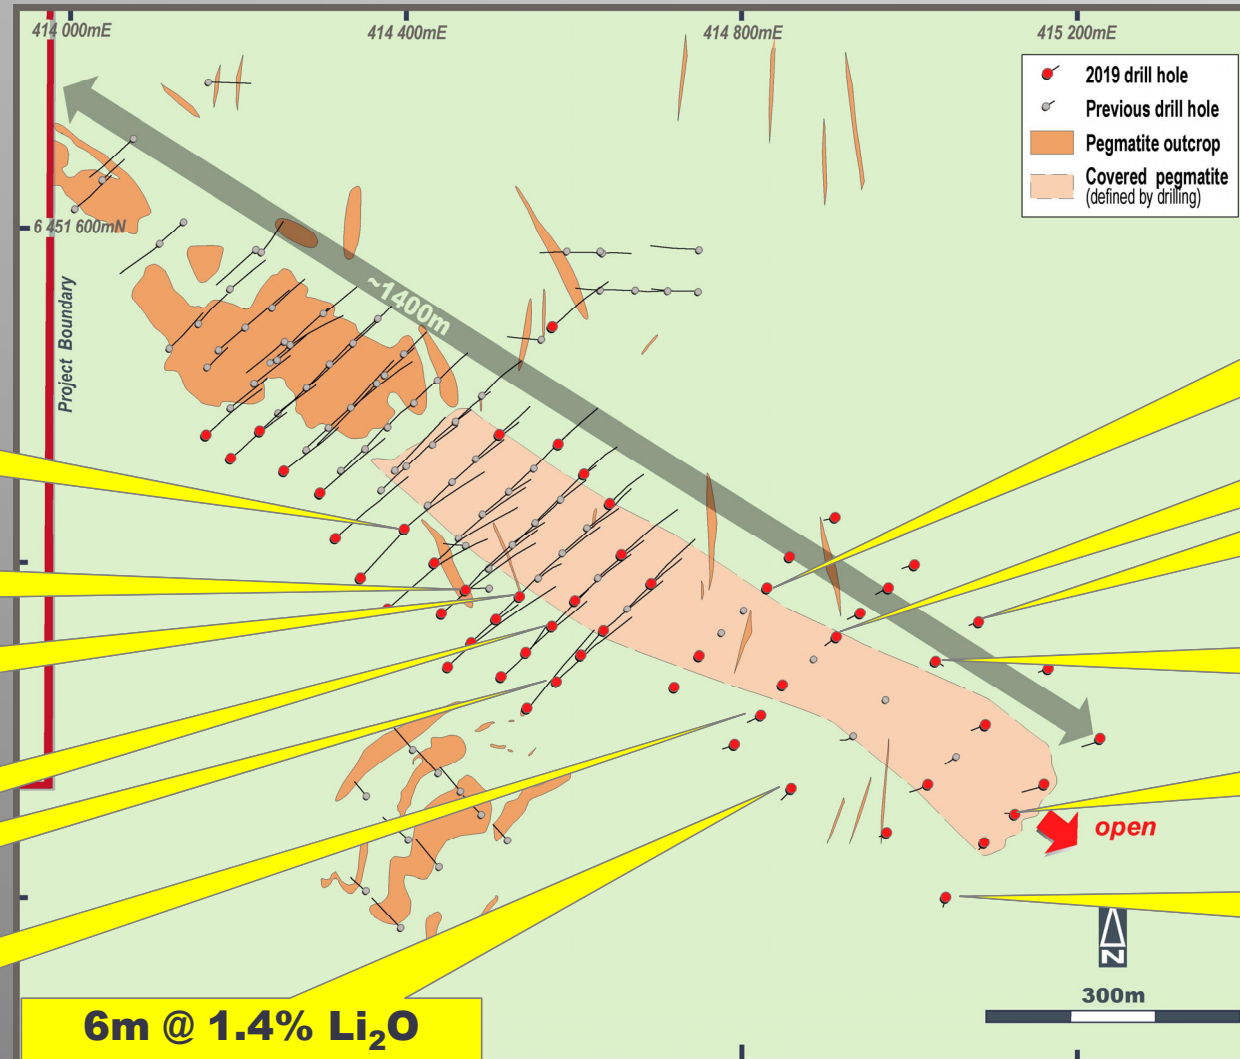 414 000mE
414 400mE
414 800mE
415 200mE
2019 drill hole
Previous drill hole
Pegmatite outcrop
Covered pegmatite
(defined by drilling)
6 451 600mN
Project Boundary
~1400m
open
N
300m
6m @ 1.4% Li₂O